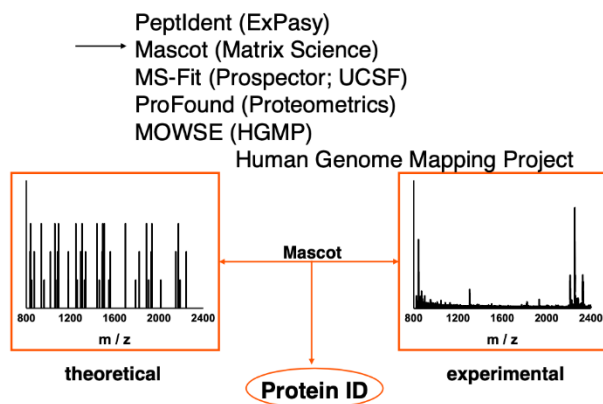 PeptIdent (ExPasy)
Mascot (Matrix Science)
MS-Fit (Prospector; UCSF)
ProFound (Proteometrics)
MOWSE (HGMP)
Human Genome Mapping Project
Mascot
800 1200 1600 2000 2400
m / z
800 1200 1600 2000 2400
m / z
theoretical
experimental
Protein ID